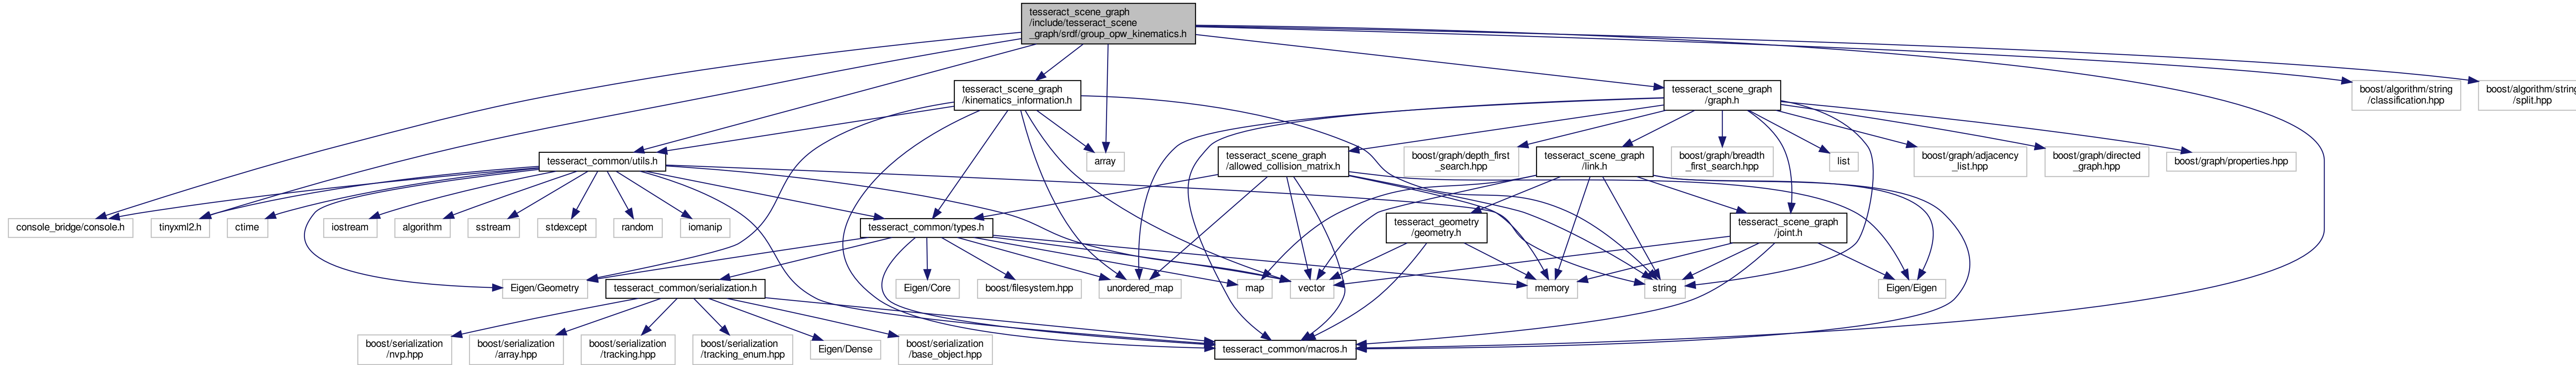 tesseract_scene_graph
/include/tesseract_scene
_graph/srdf/group_opw_kinematics.h
tesseract_scene_graph
/kinematics_information.h
tesseract_scene_graph
/graph.h
boost/algorithm/string
/classification.hpp
boost/algorithm/string
/split.hpp
tesseract_common/utils.h
array
tesseract_scene_graph
/allowed_collision_matrix.h
boost/graph/depth_first
_search.hpp
tesseract_scene_graph
/link.h
boost/graph/breadth
_first_search.hpp
list
boost/graph/adjacency
_list.hpp
boost/graph/directed
_graph.hpp
boost/graph/properties.hpp
console_bridge/console.h
tinyxml2.h
ctime
iostream
algorithm
sstream
stdexcept
random
iomanip
tesseract_common/types.h
tesseract_geometry
/geometry.h
tesseract_scene_graph
/joint.h
Eigen/Geometry
tesseract_common/serialization.h
Eigen/Core
boost/filesystem.hpp
unordered_map
map
vector
memory
string
Eigen/Eigen
boost/serialization
/nvp.hpp
boost/serialization
/array.hpp
boost/serialization
/tracking.hpp
boost/serialization
/tracking_enum.hpp
Eigen/Dense
boost/serialization
/base_object.hpp
tesseract_common/macros.h